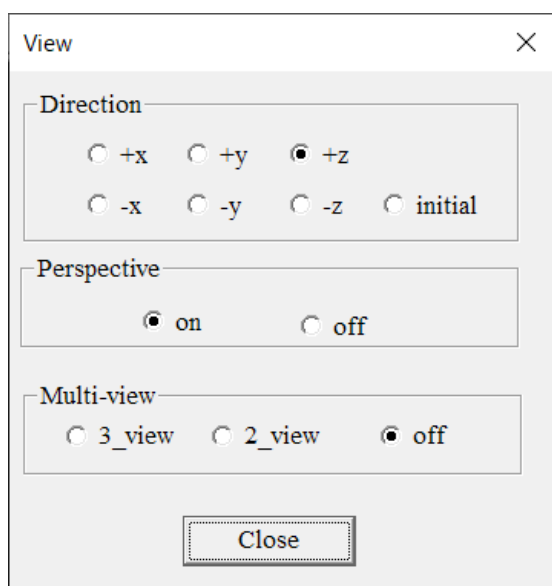 View
Direction
+x +y +z
-x -y -z initial
Perspective
on off
Multi-view
3_view 2_view off
Close